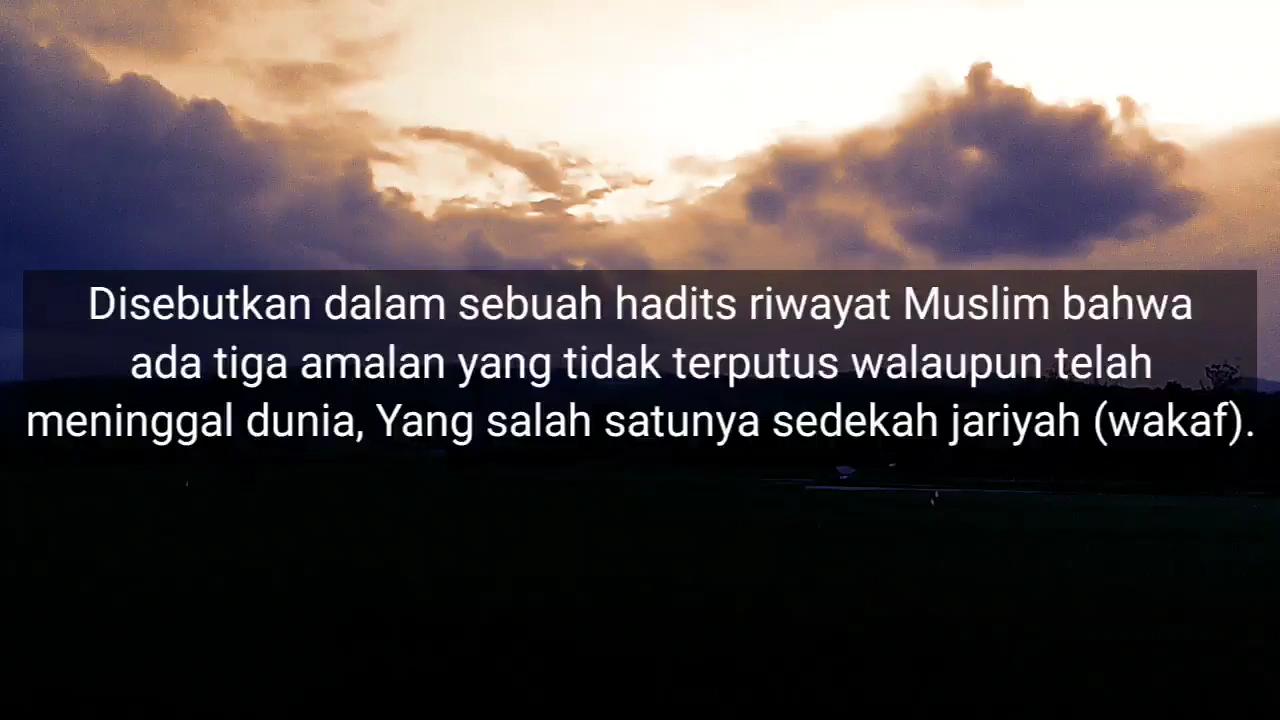 Disebutkan dalam sebuah hadits riwayat Muslim bahwa
ada tiga amalan yang tidak terputus walaupun telah
meninggal dunia, Yang salah satunya sedekah jariyah (wakaf).